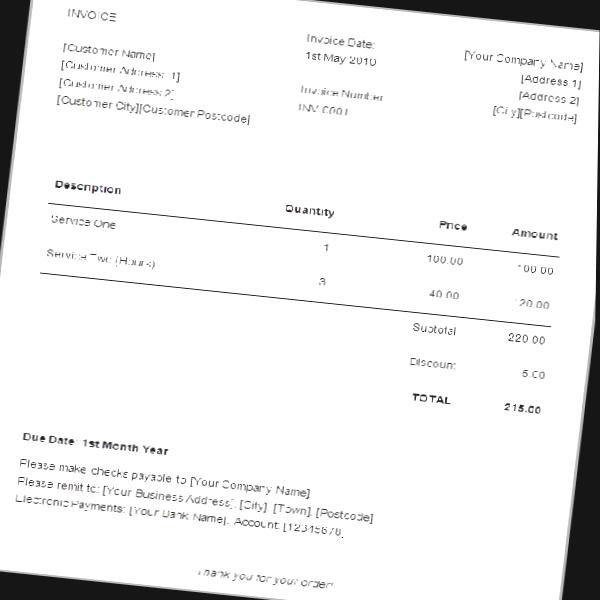 INVOICE
[Customer Name]
[Customer Address 1]
[Customer Address 2]
[Customer City][Customer Postcode]
Invoice Date:
1st May 2010
Invoice Number
INV 0001
[Your Company Name]
[Address 1]
[Address 2]
[City][Postcode]
Description Quantity Price Amount
Service One 1 100.00 100.00
Service Two (Hours) 3 40.00 120.00
Subtotal 220.00
Discount 5.00
TOTAL 215.00
Due Date: 1st Month Year
Please make checks payable to [Your Company Name]
Please remit to: [Your Business Address], [City], [Town], [Postcode]
Electronic Payments: [Your Bank Name], Account: [12345678]
Thank you for your order!